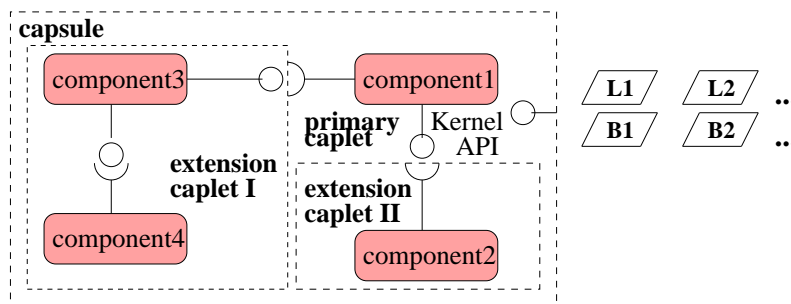 capsule
component3
component1
L1
L2
..
primary
caplet
Kernel
API
B1
B2
..
extension
caplet I
extension
caplet II
component4
component2